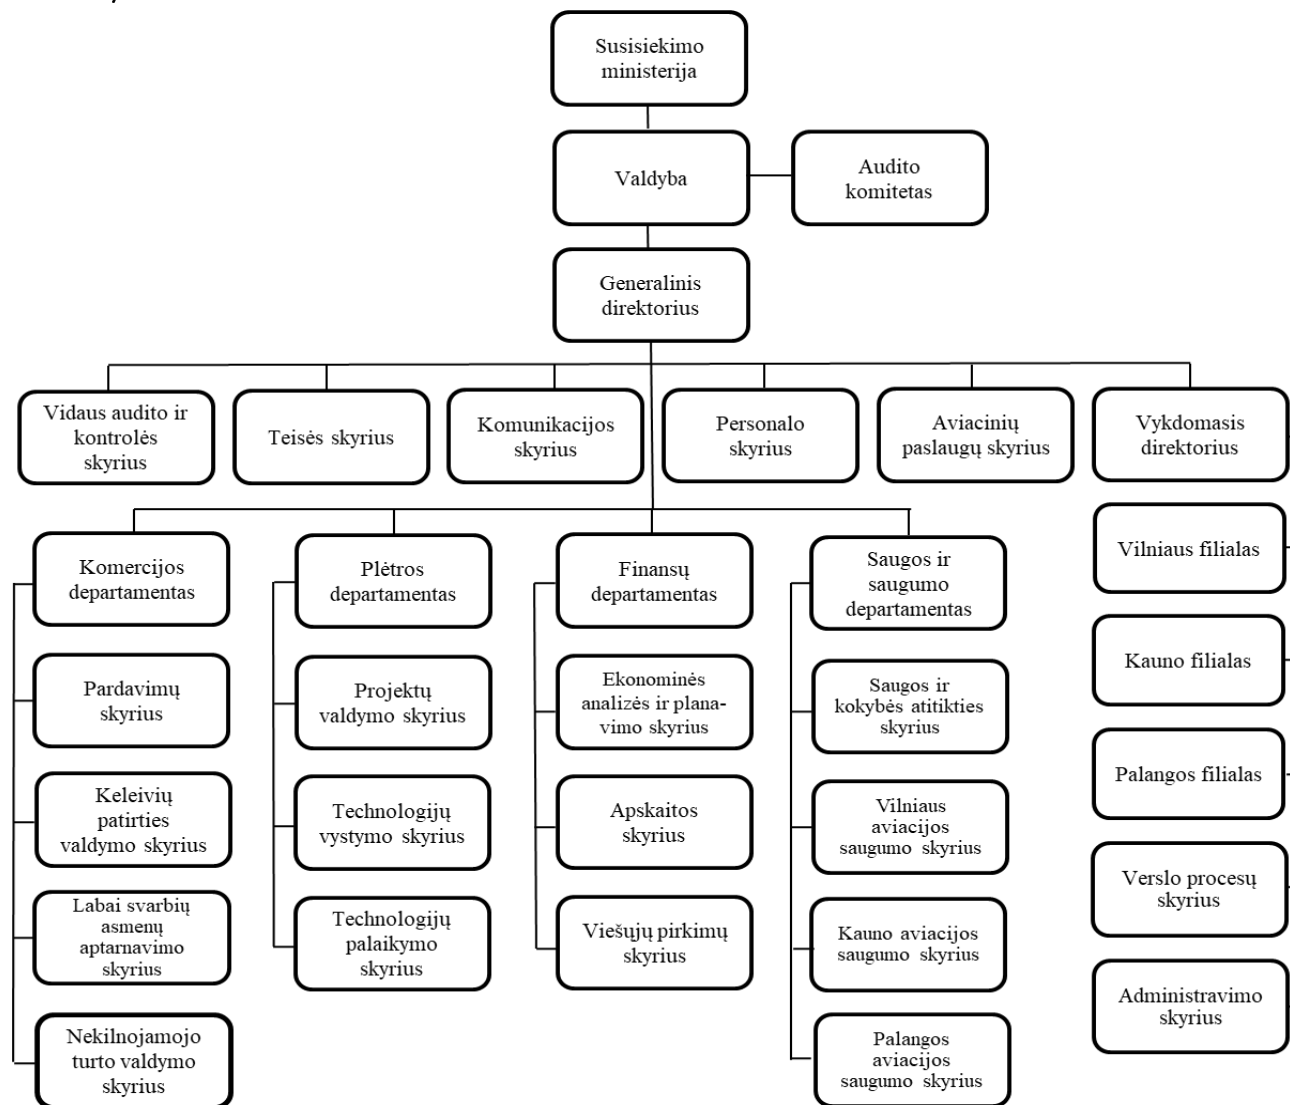 Susisiekimo
ministerija
Valdyba
Audito
komitetas
Generalinis
direktorius
Vidaus audito ir
kontrolės
skyrius
Teisės skyrius
Komunikacijos
skyrius
Personalo
skyrius
Aviacinių
paslaugų skyrius
Vykdomasis
direktorius
Komercijos
departamentas
Pardavimų
skyrius
Keleivių
patirties
valdymo skyrius
Labai svarbių
asmenų
aptarnavimo
skyrius
Nekilnojamojo
turto valdymo
skyrius
Plėtros
departamentas
Projektų
valdymo skyrius
Technologijų
vystymo skyrius
Technologijų
palaikymo
skyrius
Finansų
departamentas
Ekonominės
analizės ir plana-
vimo skyrius
Apskaitos
skyrius
Viešųjų pirkimų
skyrius
Saugos ir
saugumo
departamentas
Saugos ir
kokybės atitikties
skyrius
Vilniaus
aviacijos
saugumo skyrius
Kauno aviacijos
saugumo skyrius
Palangos
aviacijos
saugumo skyrius
Vilniaus filialas
Kauno filialas
Palangos filialas
Verslo procesų
skyrius
Administravimo
skyrius